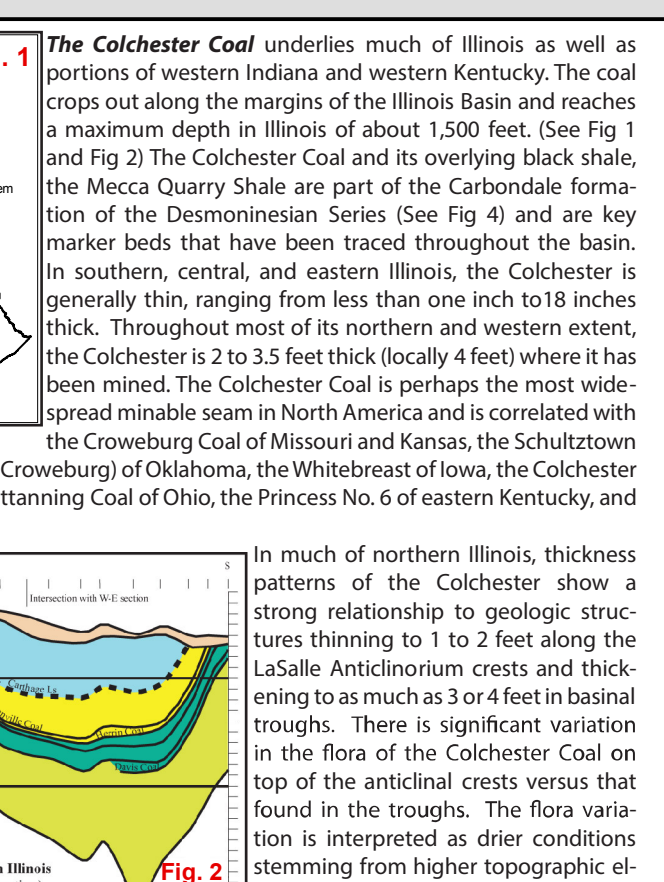 . 1
em
The Colchester Coal underlies much of Illinois as well as
portions of western Indiana and western Kentucky. The coal
crops out along the margins of the Illinois Basin and reaches
a maximum depth in Illinois of about 1,500 feet. (See Fig 1
and Fig 2) The Colchester Coal and its overlying black shale,
the Mecca Quarry Shale are part of the Carbondale forma-
tion of the Desmoninesian Series (See Fig 4) and are key
marker beds that have been traced throughout the basin.
In southern, central, and eastern Illinois, the Colchester is
generally thin, ranging from less than one inch to18 inches
thick. Throughout most of its northern and western extent,
the Colchester is 2 to 3.5 feet thick (locally 4 feet) where it has
been mined. The Colchester Coal is perhaps the most wide-
spread minable seam in North America and is correlated with
the Croweburg Coal of Missouri and Kansas, the Schultztown
Croweburg) of Oklahoma, the Whitebreast of Iowa, the Colchester
ttanning Coal of Ohio, the Princess No. 6 of eastern Kentucky, and
S
Intersection with W-E section
Carthage Ls
nville Coal
Herrin Coal
Davis Coal
n Illinois
Fig. 2
In much of northern Illinois, thickness
patterns of the Colchester show a
strong relationship to geologic struc-
tures thinning to 1 to 2 feet along the
LaSalle Anticlinorium crests and thick-
ening to as much as 3 or 4 feet in basinal
troughs. There is significant variation
in the flora of the Colchester Coal on
top of the anticlinal crests versus that
found in the troughs. The flora varia-
tion is interpreted as drier conditions
stemming from higher topographic el-